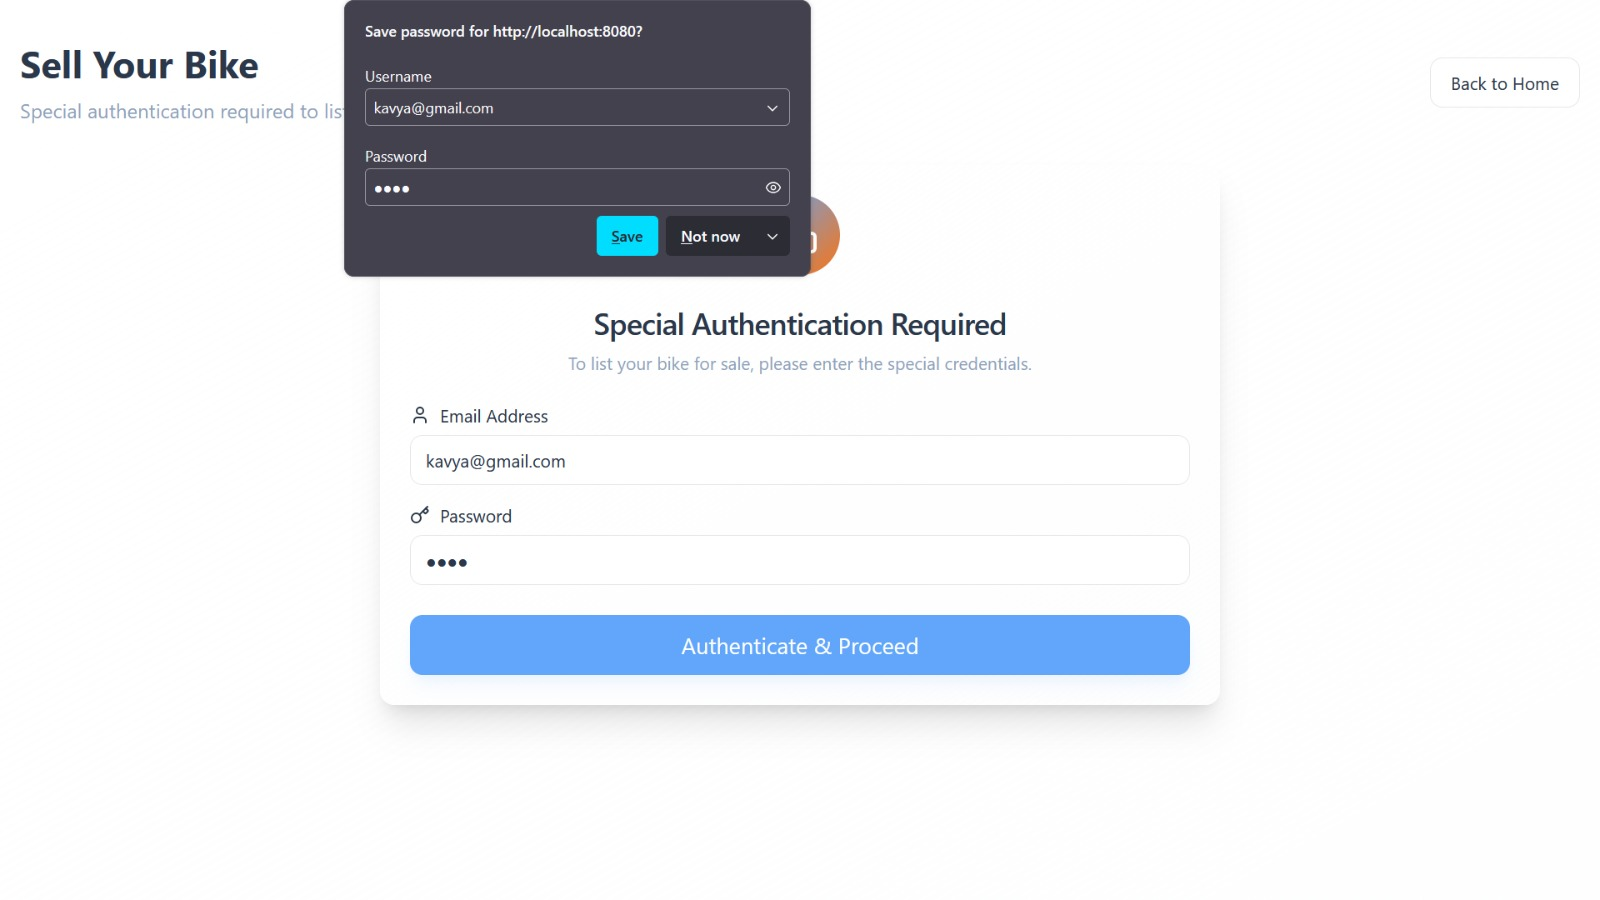 Save password for http://localhost:8080?
Sell Your Bike
Special authentication required to
Username
kavya@gmail.com
Password
••••
Save
Not now
Back to Home
Special Authentication Required
To list your bike for sale, please enter the special credentials.
Email Address
kavya@gmail.com
Password
••••
Authenticate & Proceed